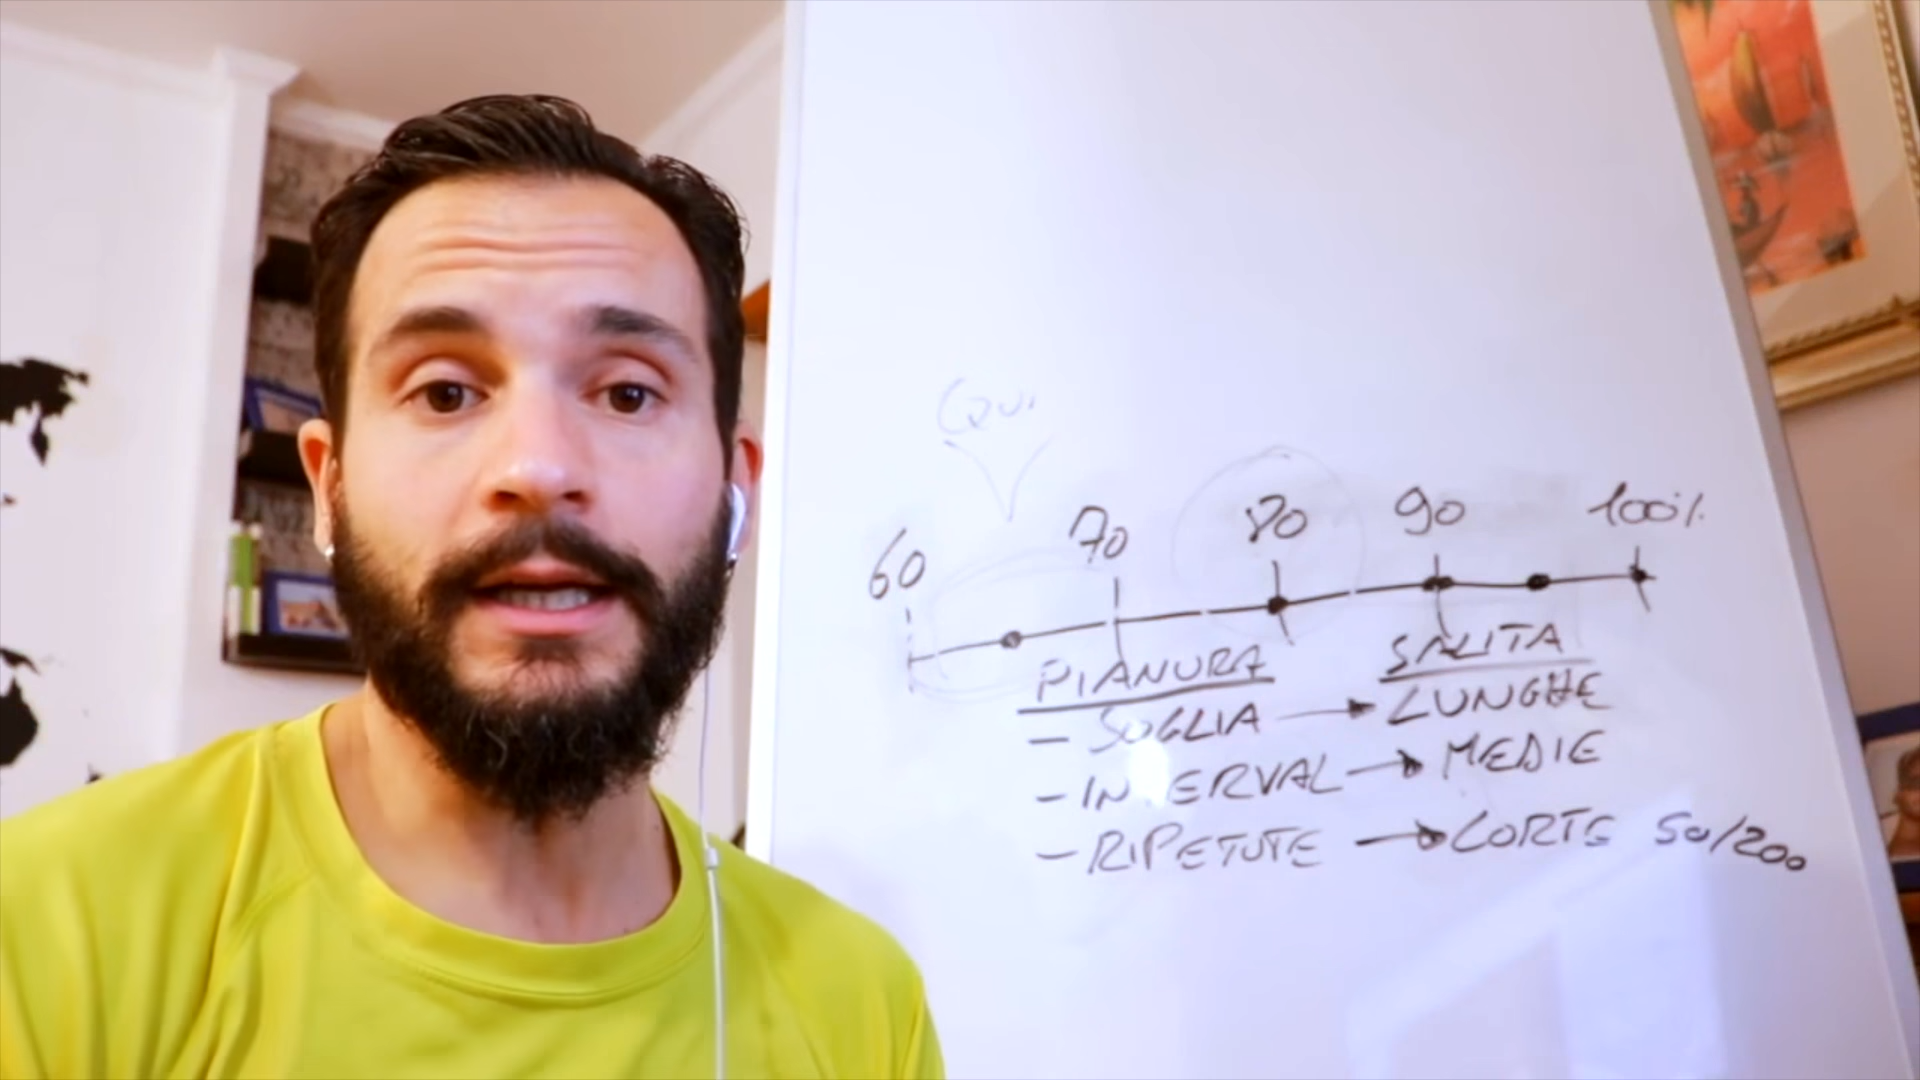 QUI
60 70 80 90 100%
PIANURA SALITA
- SOGLIA → LUNGHE
- INTERVAL → MEDIE
- RIPETUTE → CORTE 50/200